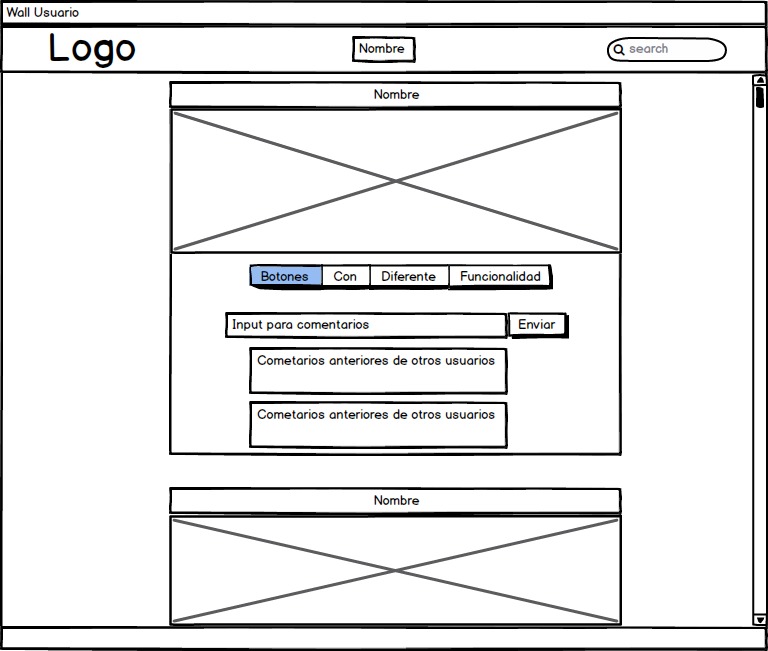 Wall Usuario
Logo
Nombre
search
Nombre
Botones Con Diferente Funcionalidad
Input para comentarios Enviar
Cometarios anteriores de otros usuarios
Cometarios anteriores de otros usuarios
Nombre